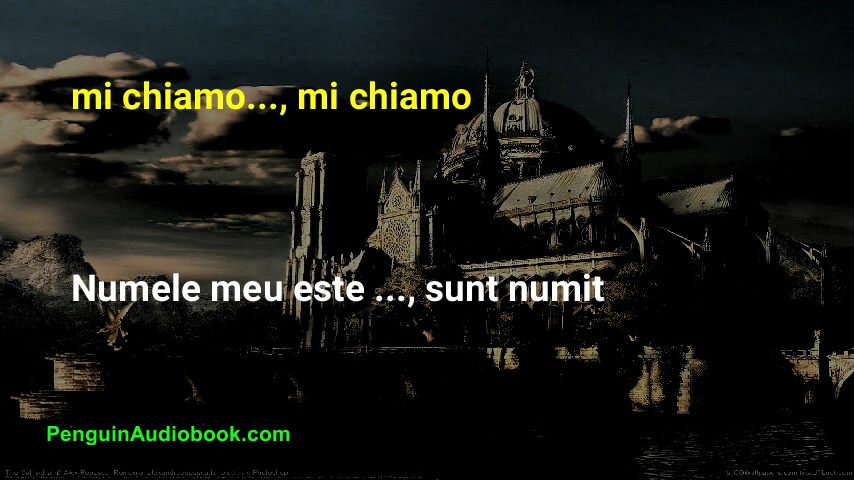 mi chiamo..., mi chiamo
Numele meu este ..., sunt numit
PenguinAudiobook.com